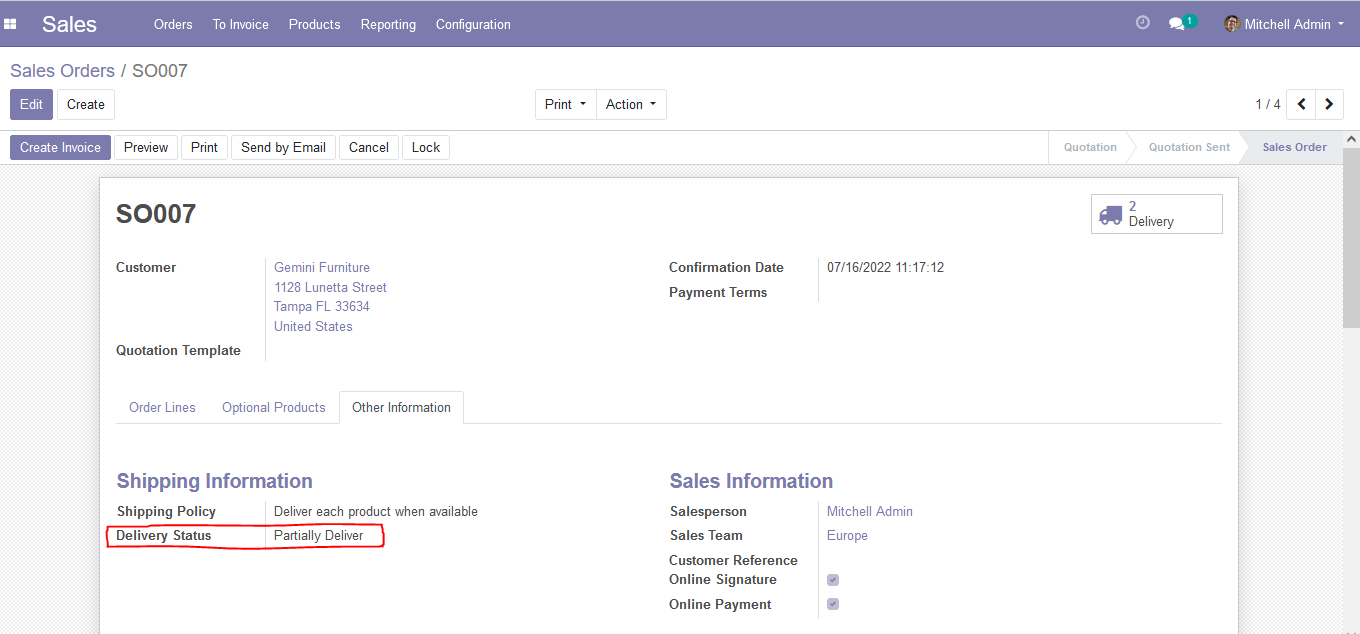 Sales Orders To Invoice Products Reporting Configuration 1 Mitchell Admin
Sales Orders / SO007
Edit Create Print Action 1 / 4
Create Invoice Preview Print Send by Email Cancel Lock Quotation Quotation Sent Sales Order
SO007
2
Delivery
Customer Gemini Furniture
1128 Lunetta Street
Tampa FL 33634
United States
Quotation Template
Confirmation Date 07/16/2022 11:17:12
Payment Terms
Order Lines Optional Products Other Information
Shipping Information
Shipping Policy Deliver each product when available
Delivery Status Partially Deliver
Sales Information
Salesperson Mitchell Admin
Sales Team Europe
Customer Reference
Online Signature
Online Payment